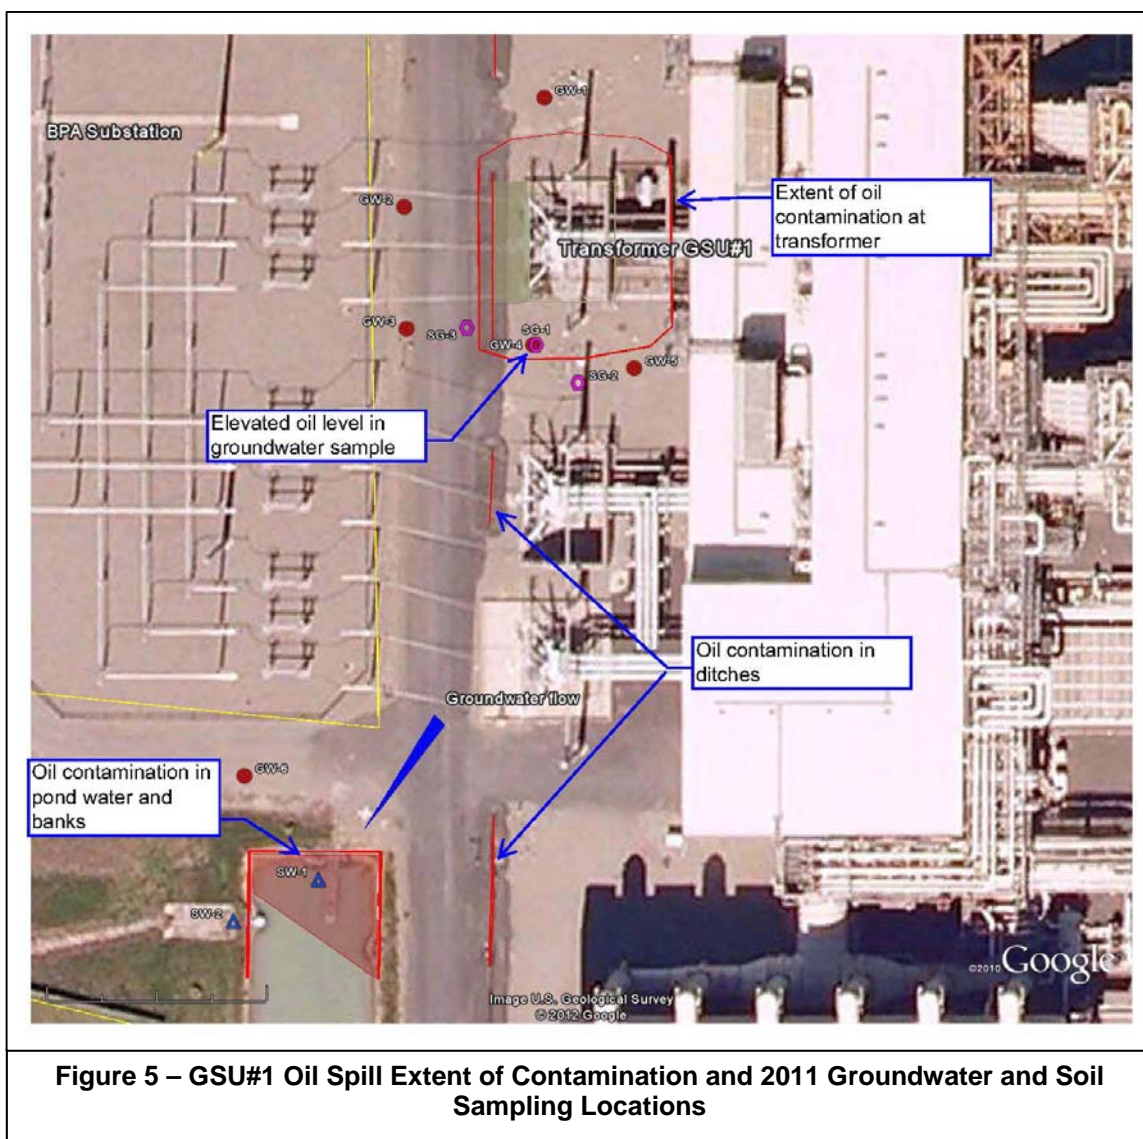 GW-1
BPA Substation
Extent of oil
contamination at
transformer
GW-2
Transformer GSU#1
GW-3
SG-3
SG-1
GW-4
GW-5
SG-2
Elevated oil level in
groundwater sample
Oil contamination in
ditches
Groundwater flow
GW-6
Oil contamination in
pond water and
banks
SW-1
SW-2
©2010 Google
Image U.S. Geological Survey
© 2012 Google
Figure 5 – GSU#1 Oil Spill Extent of Contamination and 2011 Groundwater and Soil
Sampling Locations